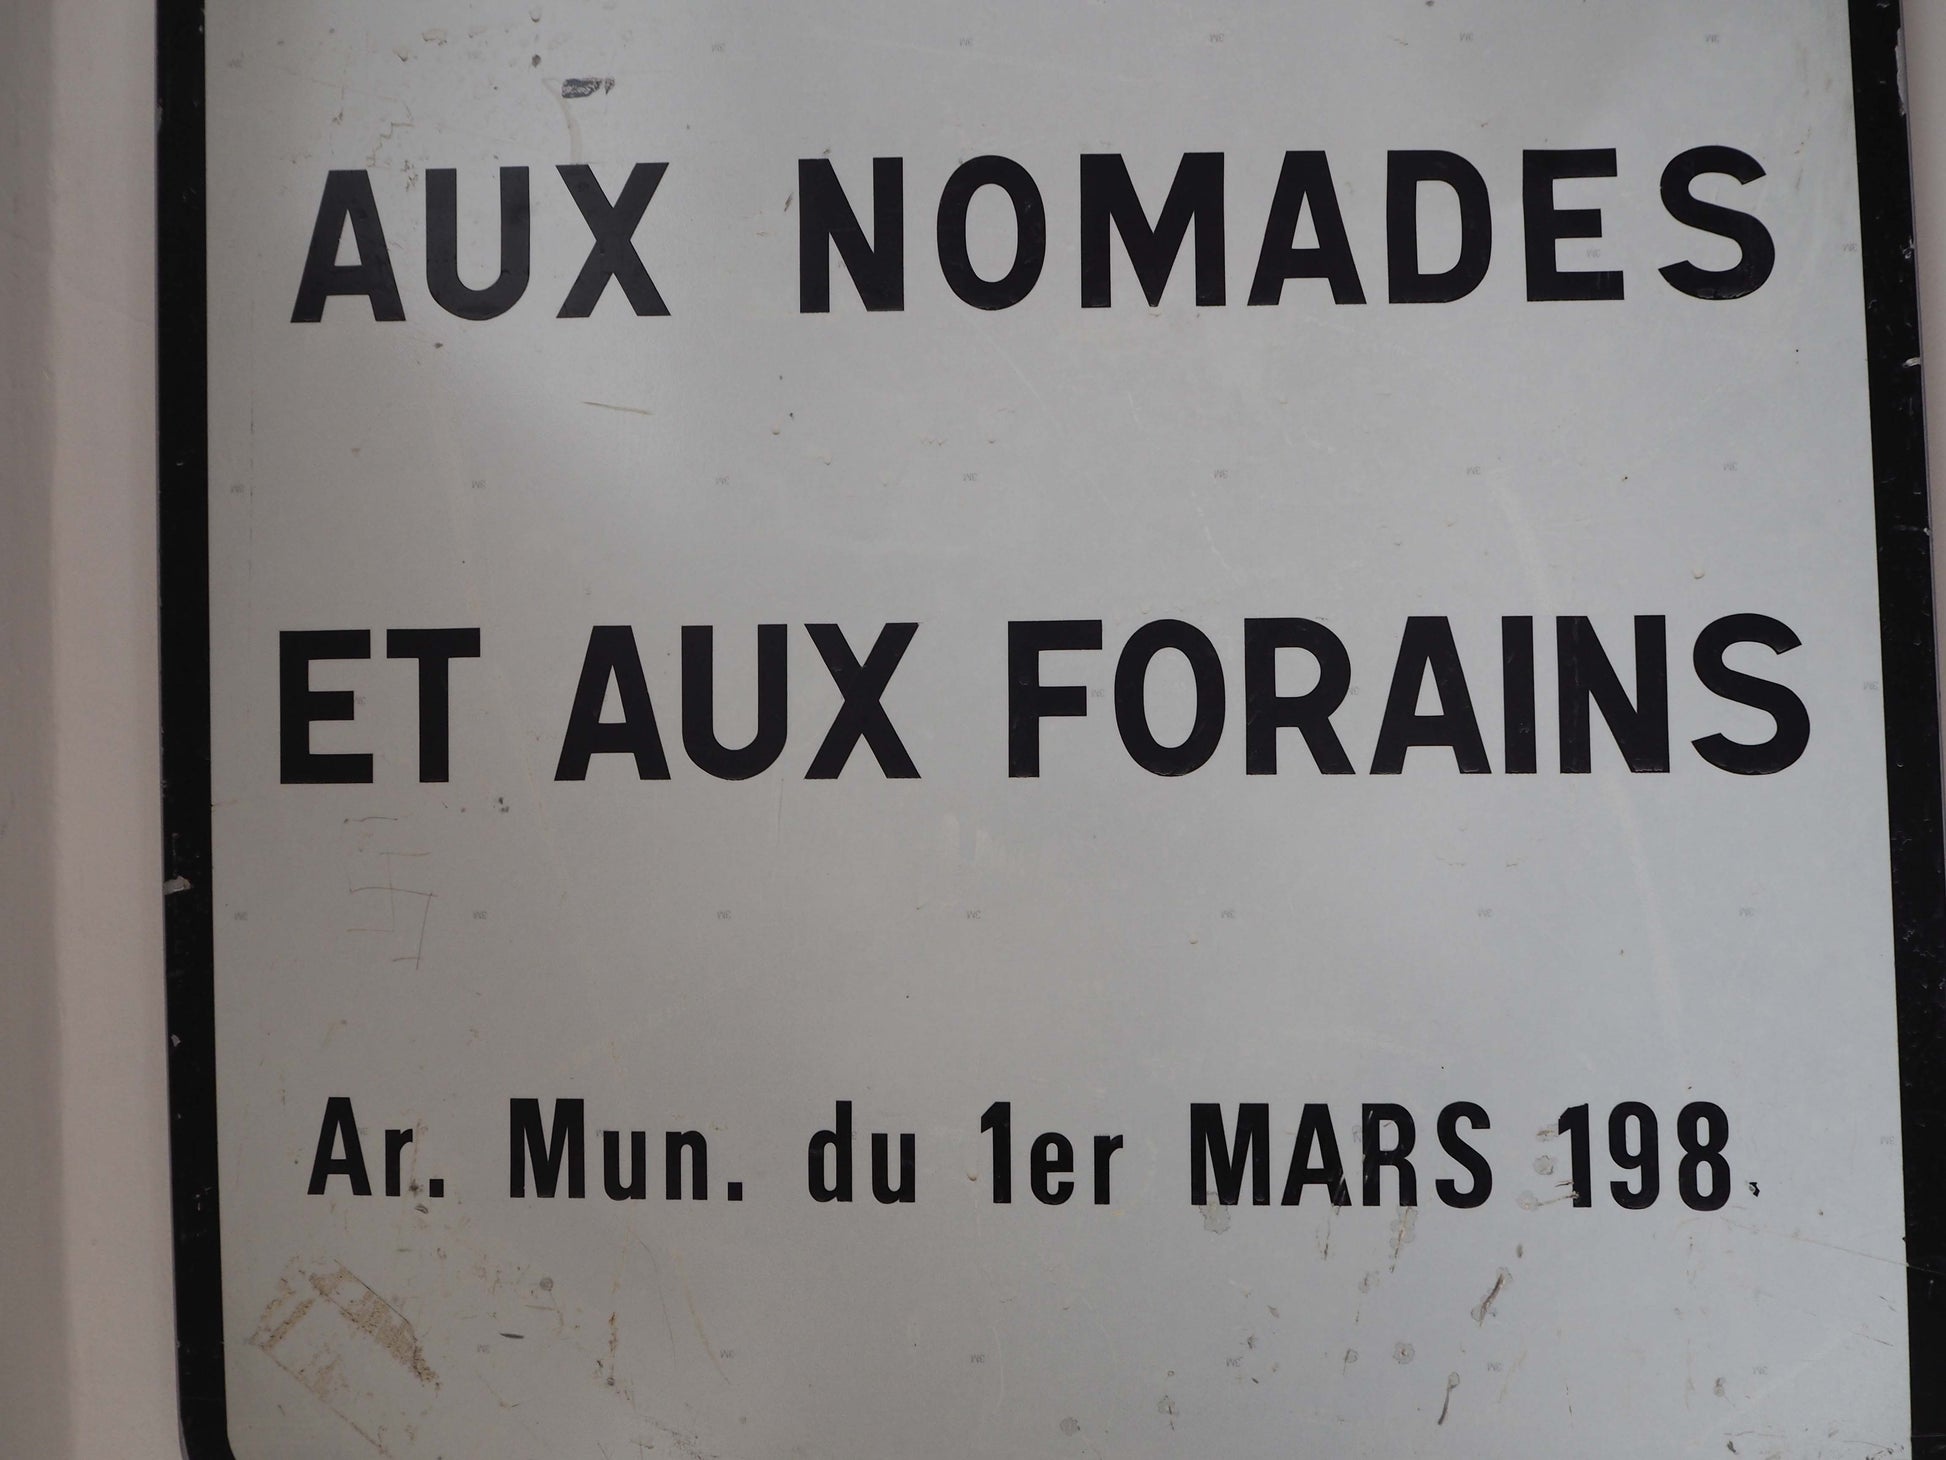 AUX NOMADES
ET AUX FORAINS
Ar. Mun. du 1er MARS 198